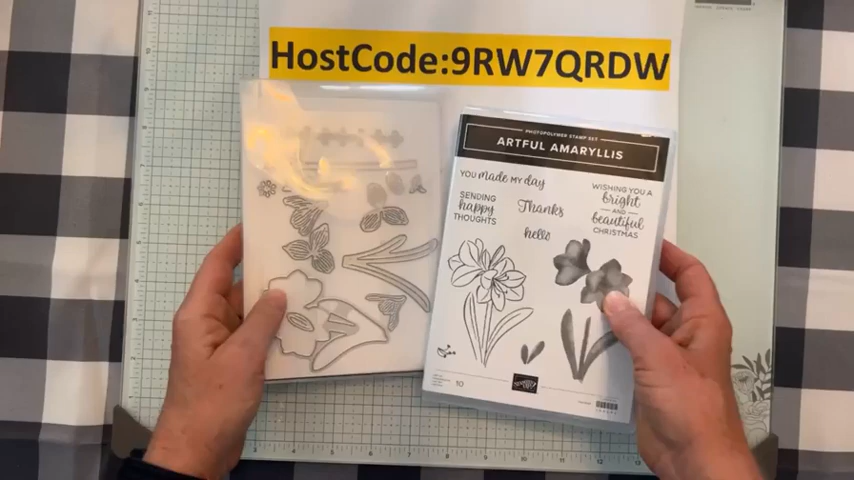 HostCode:9RW7QRDW
PHOTOPOLYMER STAMP SET
ARTFUL AMARYLLIS
YOU made MY day
SENDING
happy
THOUGHTS
Thanks
hello
WISHING YOU A
bright
AND
beautiful
CHRISTMAS
10